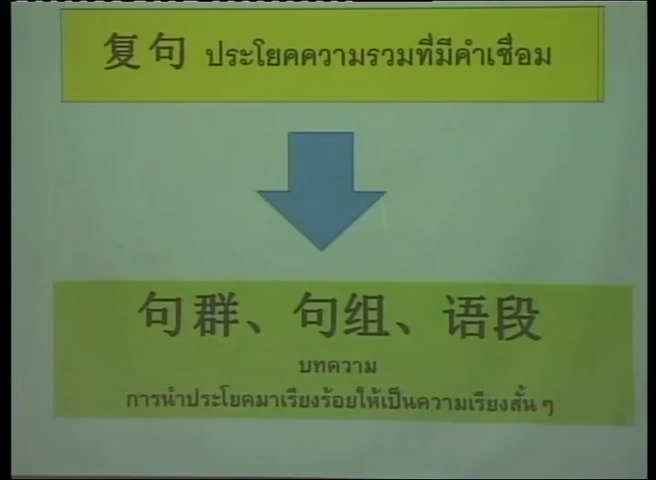 复句 ประโยคความรวมที่มีคำเชื่อม
句群、句组、语段
บทความ
การนำประโยคมาเรียงร้อยให้เป็นความเรียงสั้น ๆ